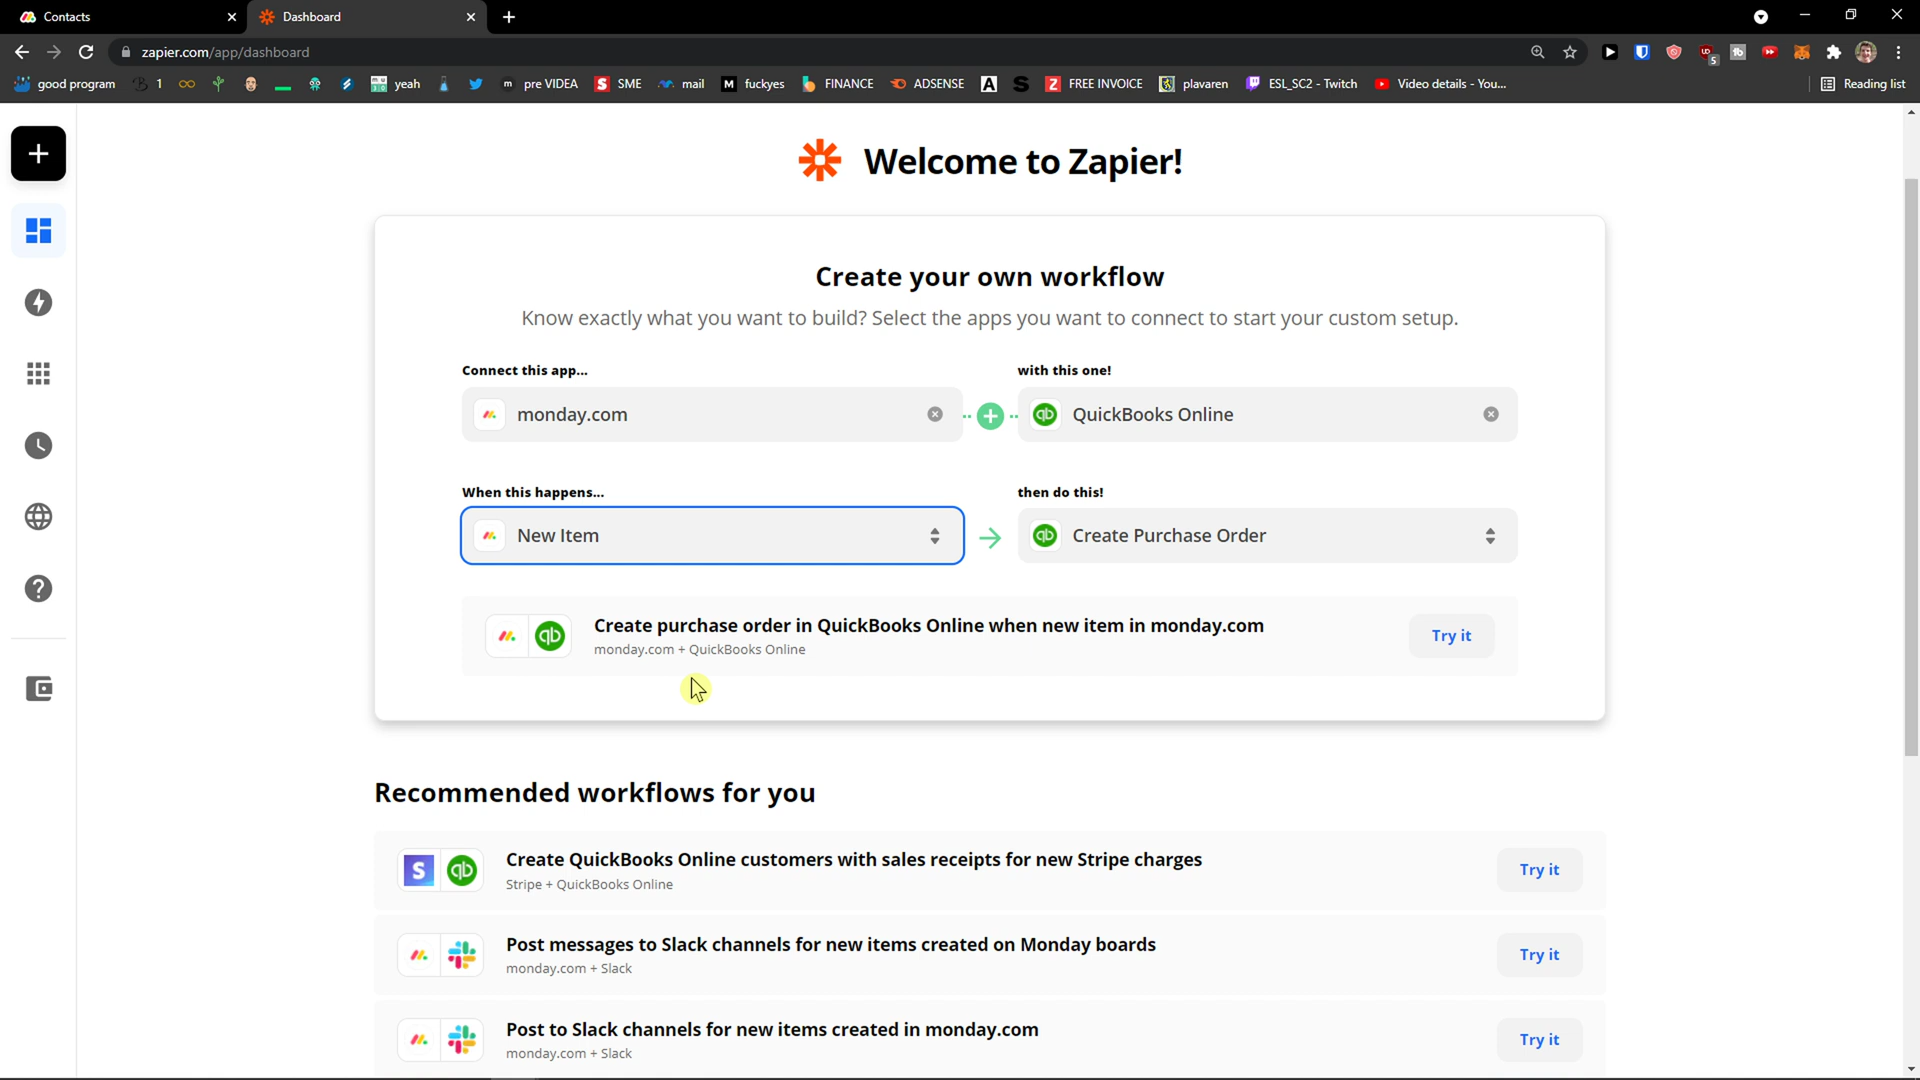 Contacts
Dashboard
zapier.com/app/dashboard
5
good program
1
yeah
pre VIDEA
SME
mail
fuckyes
FINANCE
ADSENSE
FREE INVOICE
plavaren
ESL_SC2 - Twitch
Video details - You...
Reading list
Welcome to Zapier!
Create your own workflow
Know exactly what you want to build? Select the apps you want to connect to start your custom setup.
Connect this app...
with this one!
monday.com
QuickBooks Online
When this happens...
then do this!
New Item
Create Purchase Order
Create purchase order in QuickBooks Online when new item in monday.com
monday.com + QuickBooks Online
Try it
Recommended workflows for you
Create QuickBooks Online customers with sales receipts for new Stripe charges
Stripe + QuickBooks Online
Try it
Post messages to Slack channels for new items created on Monday boards
monday.com + Slack
Try it
Post to Slack channels for new items created in monday.com
monday.com + Slack
Try it